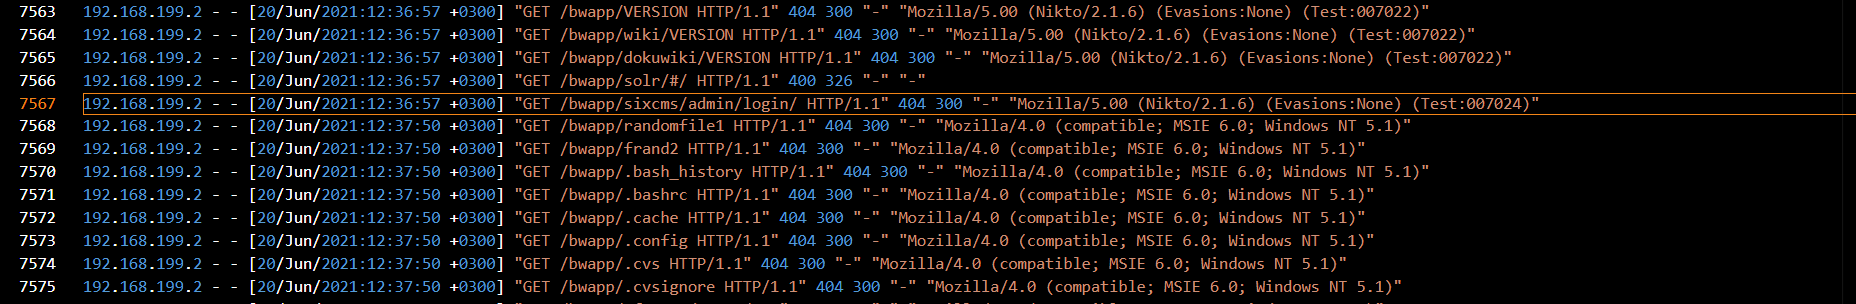 7563 192.168.199.2 - - [20/Jun/2021:12:36:57 +0300] "GET /bwapp/VERSION HTTP/1.1" 404 300 "-" "Mozilla/5.00 (Nikto/2.1.6) (Evasions:None) (Test:007022)"
7564 192.168.199.2 - - [20/Jun/2021:12:36:57 +0300] "GET /bwapp/wiki/VERSION HTTP/1.1" 404 300 "-" "Mozilla/5.00 (Nikto/2.1.6) (Evasions:None) (Test:007022)"
7565 192.168.199.2 - - [20/Jun/2021:12:36:57 +0300] "GET /bwapp/dokuwiki/VERSION HTTP/1.1" 404 300 "-" "Mozilla/5.00 (Nikto/2.1.6) (Evasions:None) (Test:007022)"
7566 192.168.199.2 - - [20/Jun/2021:12:36:57 +0300] "GET /bwapp/solr/#/ HTTP/1.1" 400 326 "-" "-"
7567 192.168.199.2 - - [20/Jun/2021:12:36:57 +0300] "GET /bwapp/sixcms/admin/login/ HTTP/1.1" 404 300 "-" "Mozilla/5.00 (Nikto/2.1.6) (Evasions:None) (Test:007024)"
7568 192.168.199.2 - - [20/Jun/2021:12:37:50 +0300] "GET /bwapp/randomfile1 HTTP/1.1" 404 300 "-" "Mozilla/4.0 (compatible; MSIE 6.0; Windows NT 5.1)"
7569 192.168.199.2 - - [20/Jun/2021:12:37:50 +0300] "GET /bwapp/frand2 HTTP/1.1" 404 300 "-" "Mozilla/4.0 (compatible; MSIE 6.0; Windows NT 5.1)"
7570 192.168.199.2 - - [20/Jun/2021:12:37:50 +0300] "GET /bwapp/.bash_history HTTP/1.1" 404 300 "-" "Mozilla/4.0 (compatible; MSIE 6.0; Windows NT 5.1)"
7571 192.168.199.2 - - [20/Jun/2021:12:37:50 +0300] "GET /bwapp/.bashrc HTTP/1.1" 404 300 "-" "Mozilla/4.0 (compatible; MSIE 6.0; Windows NT 5.1)"
7572 192.168.199.2 - - [20/Jun/2021:12:37:50 +0300] "GET /bwapp/.cache HTTP/1.1" 404 300 "-" "Mozilla/4.0 (compatible; MSIE 6.0; Windows NT 5.1)"
7573 192.168.199.2 - - [20/Jun/2021:12:37:50 +0300] "GET /bwapp/.config HTTP/1.1" 404 300 "-" "Mozilla/4.0 (compatible; MSIE 6.0; Windows NT 5.1)"
7574 192.168.199.2 - - [20/Jun/2021:12:37:50 +0300] "GET /bwapp/.cvs HTTP/1.1" 404 300 "-" "Mozilla/4.0 (compatible; MSIE 6.0; Windows NT 5.1)"
7575 192.168.199.2 - - [20/Jun/2021:12:37:50 +0300] "GET /bwapp/.cvsignore HTTP/1.1" 404 300 "-" "Mozilla/4.0 (compatible; MSIE 6.0; Windows NT 5.1)"